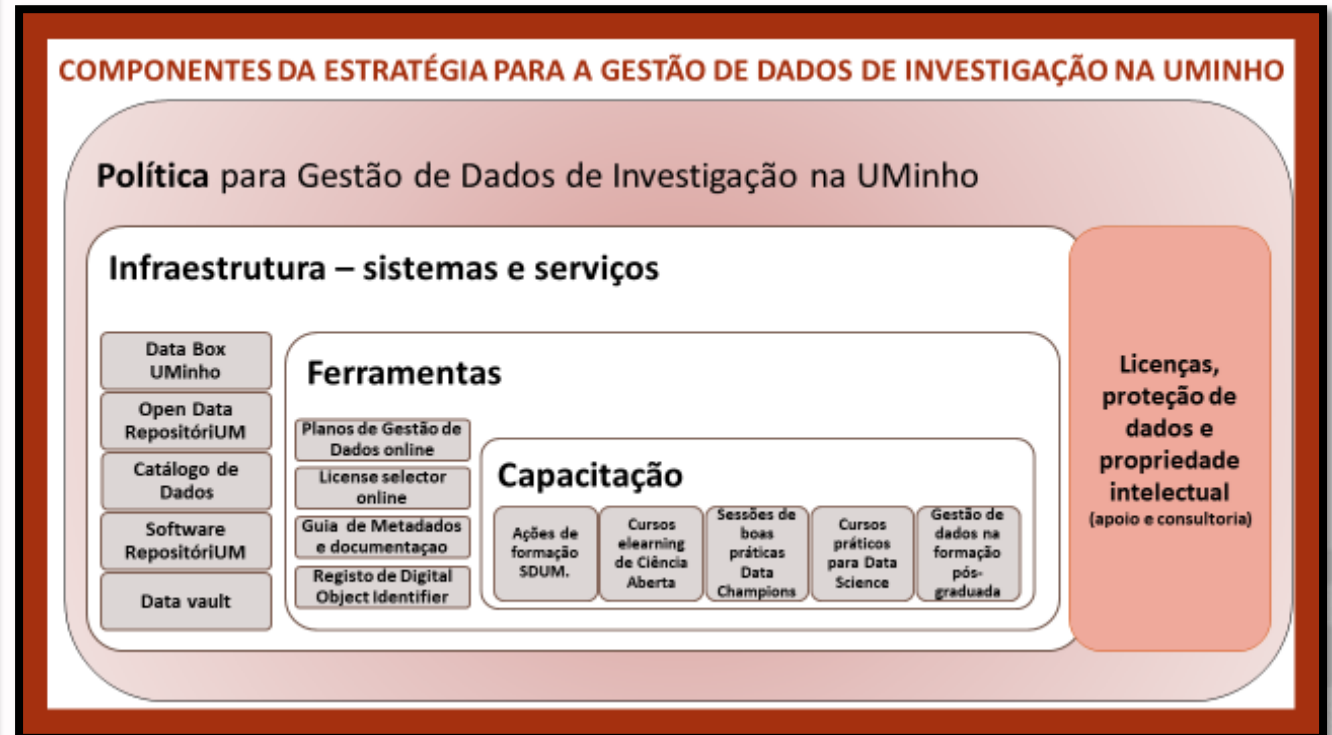 COMPONENTES DA ESTRATÉGIA PARA A GESTÃO DE DADOS DE INVESTIGAÇÃO NA UMINHO
Política para Gestão de Dados de Investigação na UMinho
Infraestrutura – sistemas e serviços
Data Box
UMinho
Open Data
RepositóriUM
Catálogo de
Dados
Software
RepositóriUM
Data vault
Ferramentas
Planos de Gestão de
Dados online
License selector
online
Guia de Metadados
e documentaçao
Registo de Digital
Object Identifier
Capacitação
Ações de
formação
SDUM.
Cursos
elearning
de Ciência
Aberta
Sessões de
boas
práticas
Data
Champions
Cursos
práticos
para Data
Science
Gestão de
dados na
formação
pós-
graduada
Licenças,
proteção de
dados e
propriedade
intelectual
(apoio e consultoria)